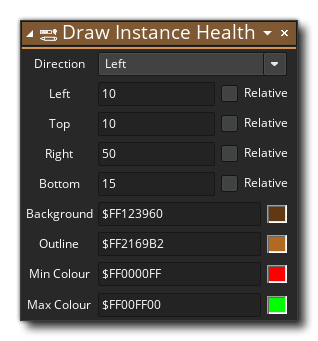 Draw Instance Health
Direction Left
Left 10 Relative
Top 10 Relative
Right 50 Relative
Bottom 15 Relative
Background $FF123960
Outline $FF2169B2
Min Colour $FF0000FF
Max Colour $FF00FF00